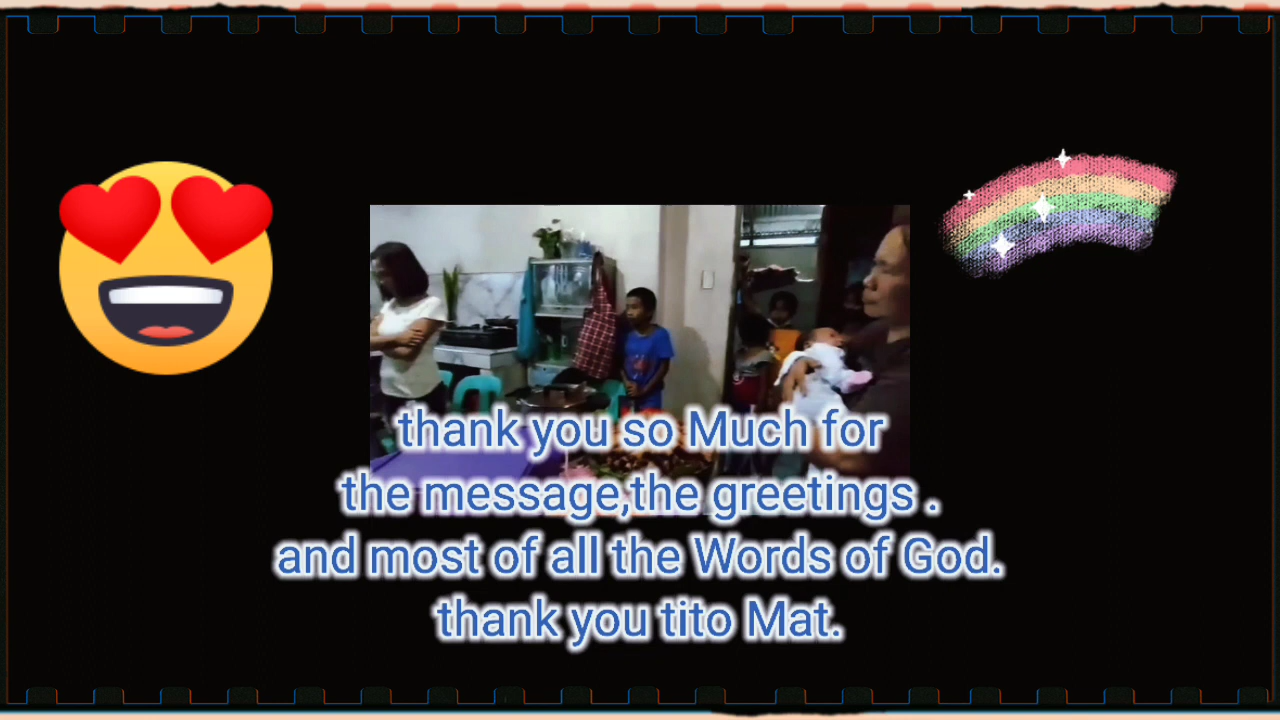 thank you so Much for
the message,the greetings .
and most of all the Words of God.
thank you tito Mat.